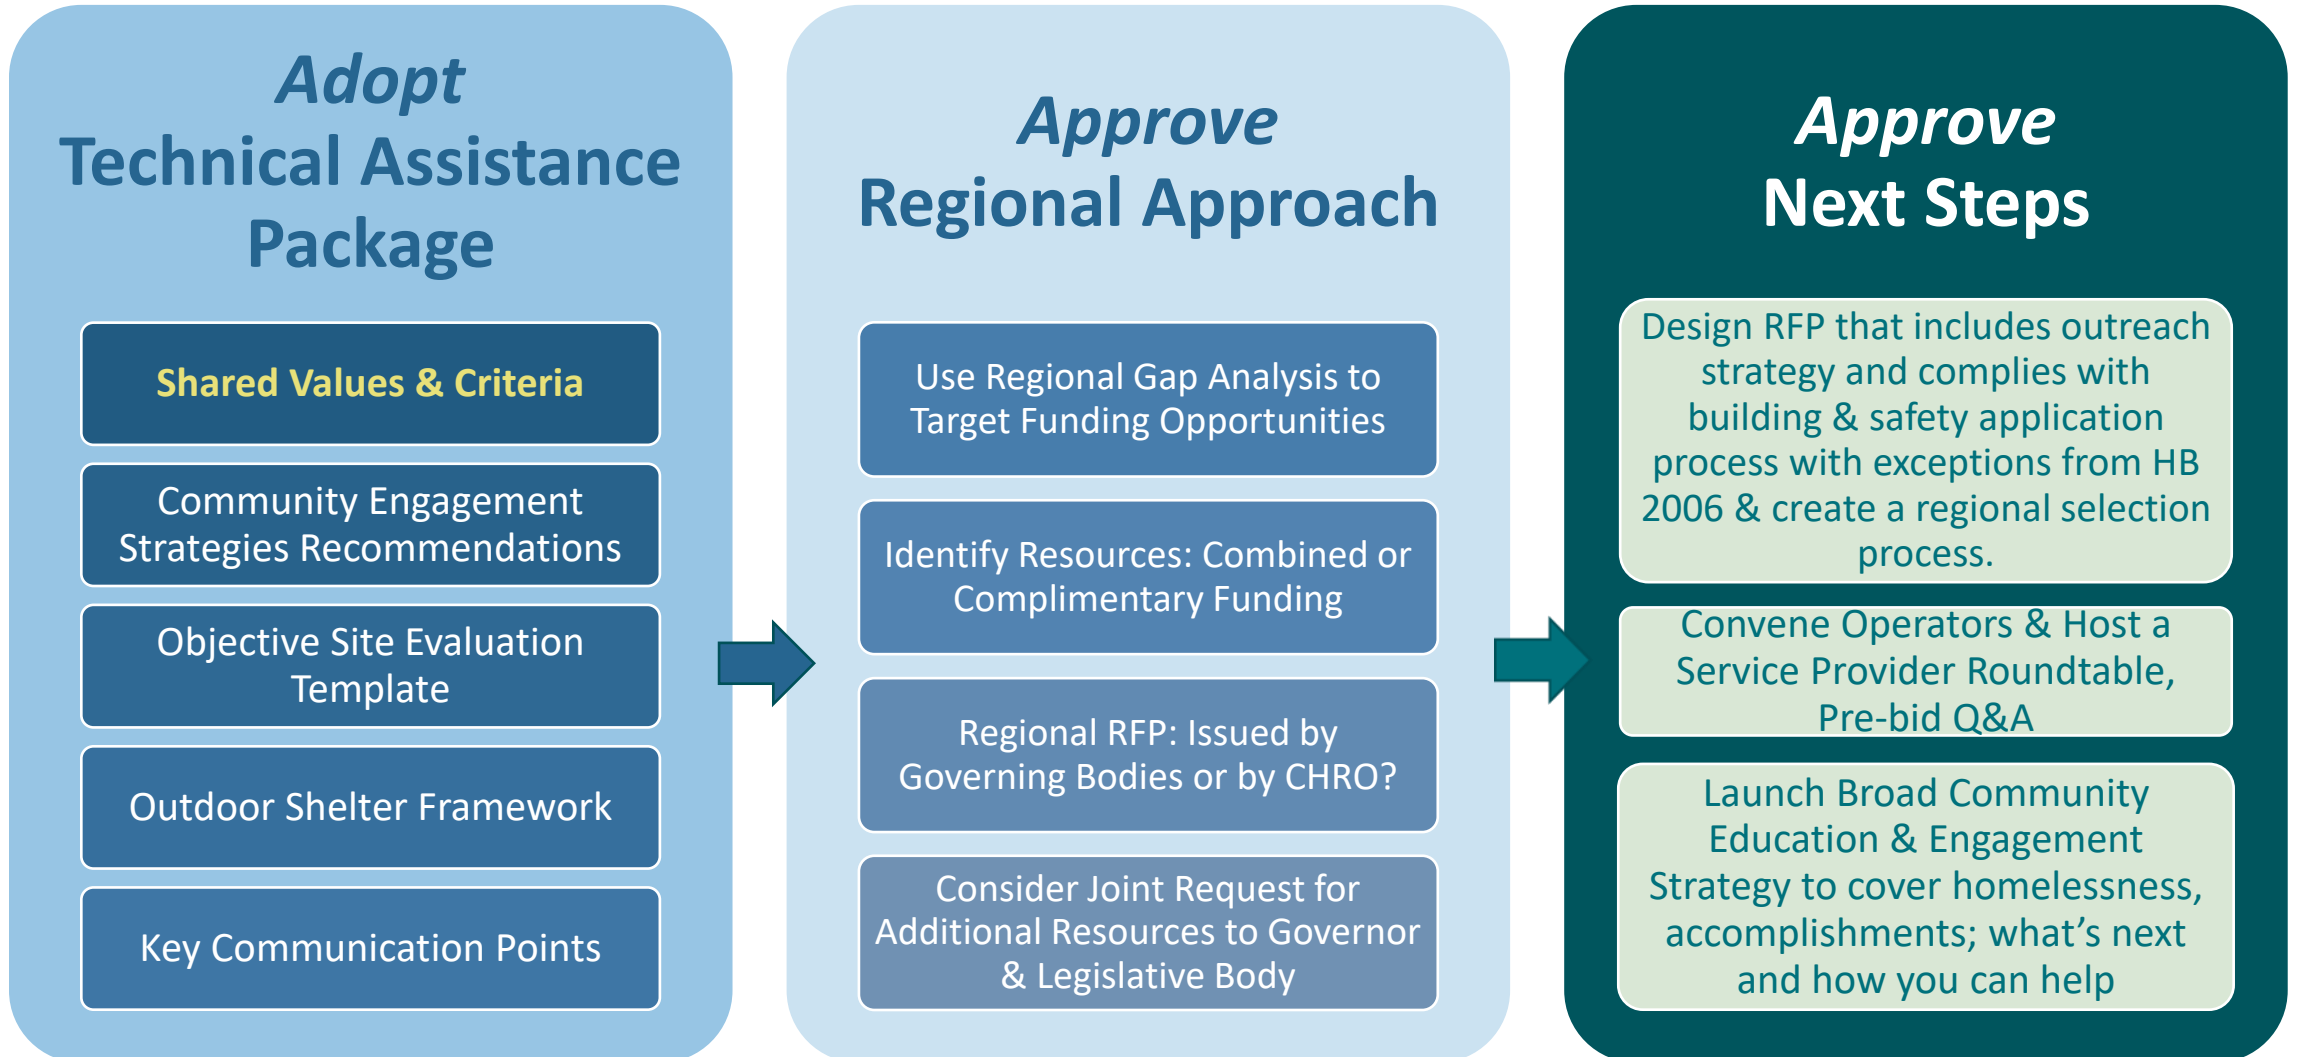 Adopt
Technical Assistance
Package
Shared Values & Criteria
Community Engagement
Strategies Recommendations
Objective Site Evaluation
Template
Outdoor Shelter Framework
Key Communication Points
Approve
Regional Approach
Use Regional Gap Analysis to
Target Funding Opportunities
Identify Resources: Combined or
Complimentary Funding
Regional RFP: Issued by
Governing Bodies or by CHRO?
Consider Joint Request for
Additional Resources to Governor
& Legislative Body
Approve
Next Steps
Design RFP that includes outreach
strategy and complies with
building & safety application
process with exceptions from HB
2006 & create a regional selection
process.
Convene Operators & Host a
Service Provider Roundtable,
Pre-bid Q&A
Launch Broad Community
Education & Engagement
Strategy to cover homelessness,
accomplishments; what’s next
and how you can help